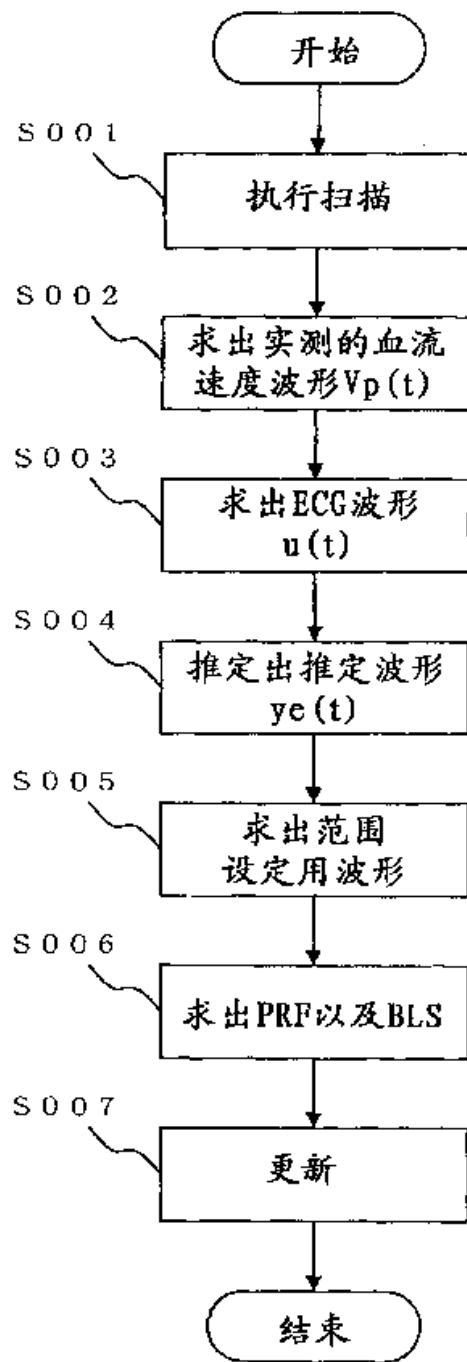 开始
S001
执行扫描
S002
求出实测的血流
速度波形Vp(t)
S003
求出ECG波形
u(t)
S004
推定出推定波形
ye(t)
S005
求出范围
设定用波形
S006
求出PRF以及BLS
S007
更新
结束